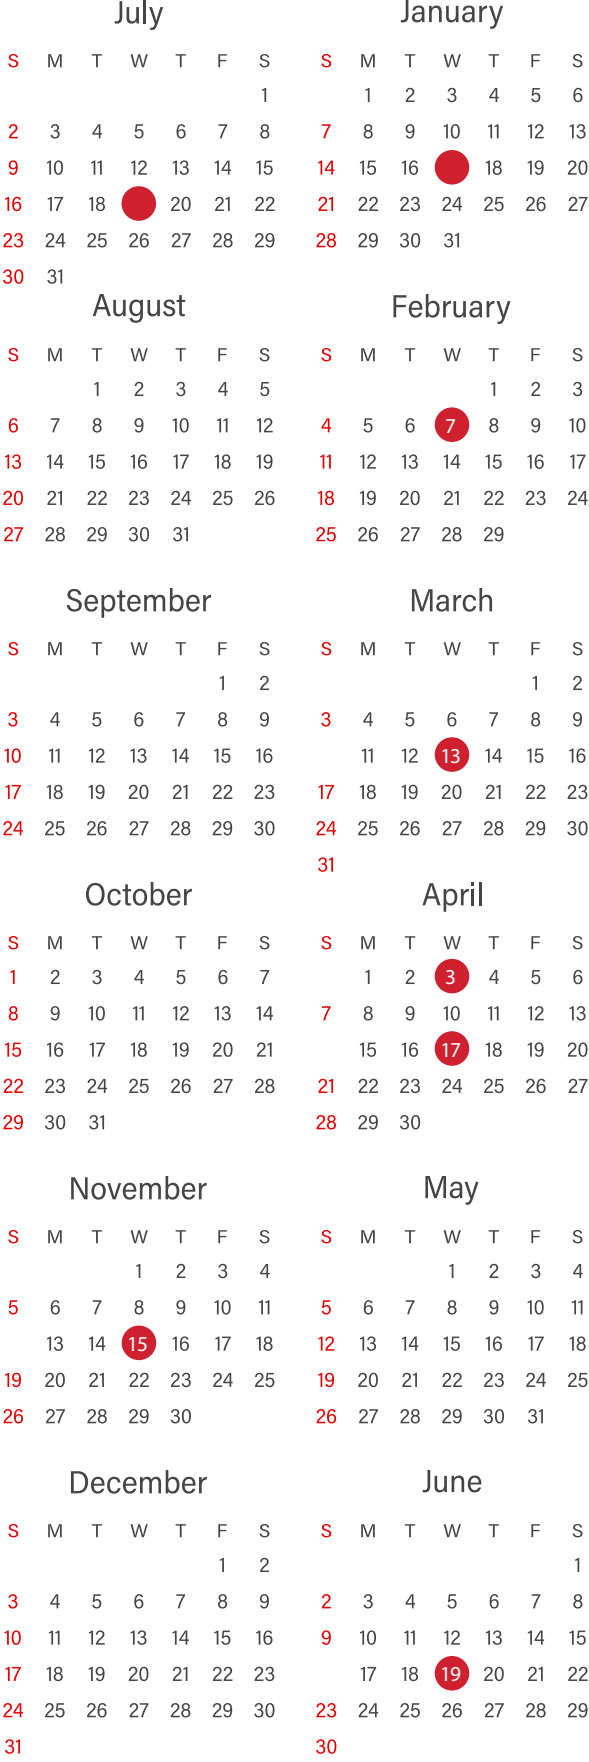 July
S M T W T F S
1
2 3 4 5 6 7 8
9 10 11 12 13 14 15
16 17 18 20 21 22
23 24 25 26 27 28 29
30 31
August
S M T W T F S
1 2 3 4 5
6 7 8 9 10 11 12
13 14 15 16 17 18 19
20 21 22 23 24 25 26
27 28 29 30 31
September
S M T W T F S
1 2
3 4 5 6 7 8 9
10 11 12 13 14 15 16
17 18 19 20 21 22 23
24 25 26 27 28 29 30
October
S M T W T F S
1 2 3 4 5 6 7
8 9 10 11 12 13 14
15 16 17 18 19 20 21
22 23 24 25 26 27 28
29 30 31
November
S M T W T F S
1 2 3 4
5 6 7 8 9 10 11
13 14 15 16 17 18
19 20 21 22 23 24 25
26 27 28 29 30
December
S M T W T F S
1 2
3 4 5 6 7 8 9
10 11 12 13 14 15 16
17 18 19 20 21 22 23
24 25 26 27 28 29 30
31
January
S M T W T F S
1 2 3 4 5 6
7 8 9 10 11 12 13
14 15 16 18 19 20
21 22 23 24 25 26 27
28 29 30 31
February
S M T W T F S
1 2 3
4 5 6 7 8 9 10
11 12 13 14 15 16 17
18 19 20 21 22 23 24
25 26 27 28 29
March
S M T W T F S
1 2
3 4 5 6 7 8 9
11 12 13 14 15 16
17 18 19 20 21 22 23
24 25 26 27 28 29 30
31
April
S M T W T F S
1 2 3 4 5 6
7 8 9 10 11 12 13
15 16 17 18 19 20
21 22 23 24 25 26 27
28 29 30
May
S M T W T F S
1 2 3 4
5 6 7 8 9 10 11
12 13 14 15 16 17 18
19 20 21 22 23 24 25
26 27 28 29 30 31
June
S M T W T F S
1
2 3 4 5 6 7 8
9 10 11 12 13 14 15
17 18 19 20 21 22
23 24 25 26 27 28 29
30